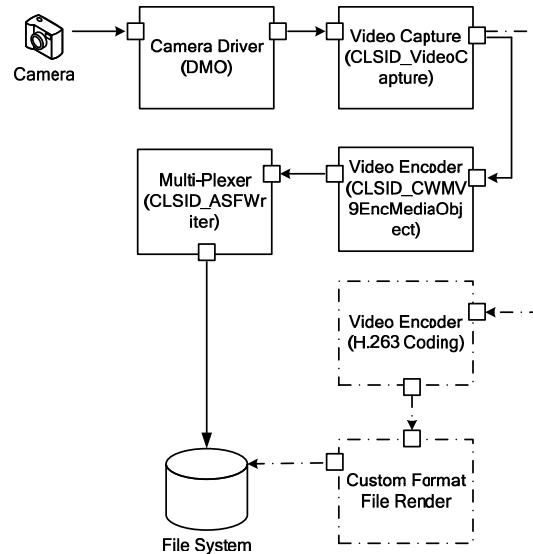 Camera
Camera Driver
(DMO)
Video Capture
(CLSID_VideoC
apture)
Multi-Plexer
(CLSID_ASFWr
iter)
Video Encoder
(CLSID_CWMV
9EncMediaObj
ect)
Video Encoder
(H.263 Coding)
Custom Format
File Render
File System